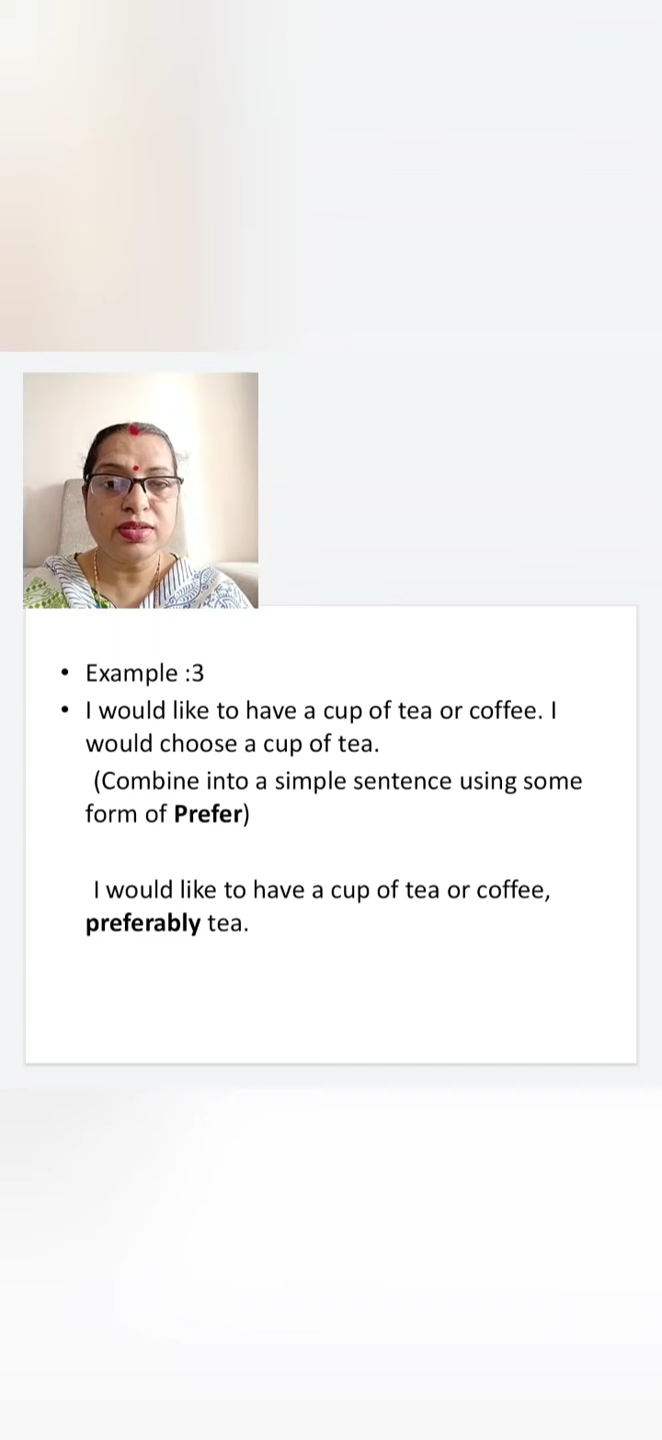 • Example :3
• I would like to have a cup of tea or coffee. I
would choose a cup of tea.
(Combine into a simple sentence using some
form of Prefer)
I would like to have a cup of tea or coffee,
preferably tea.